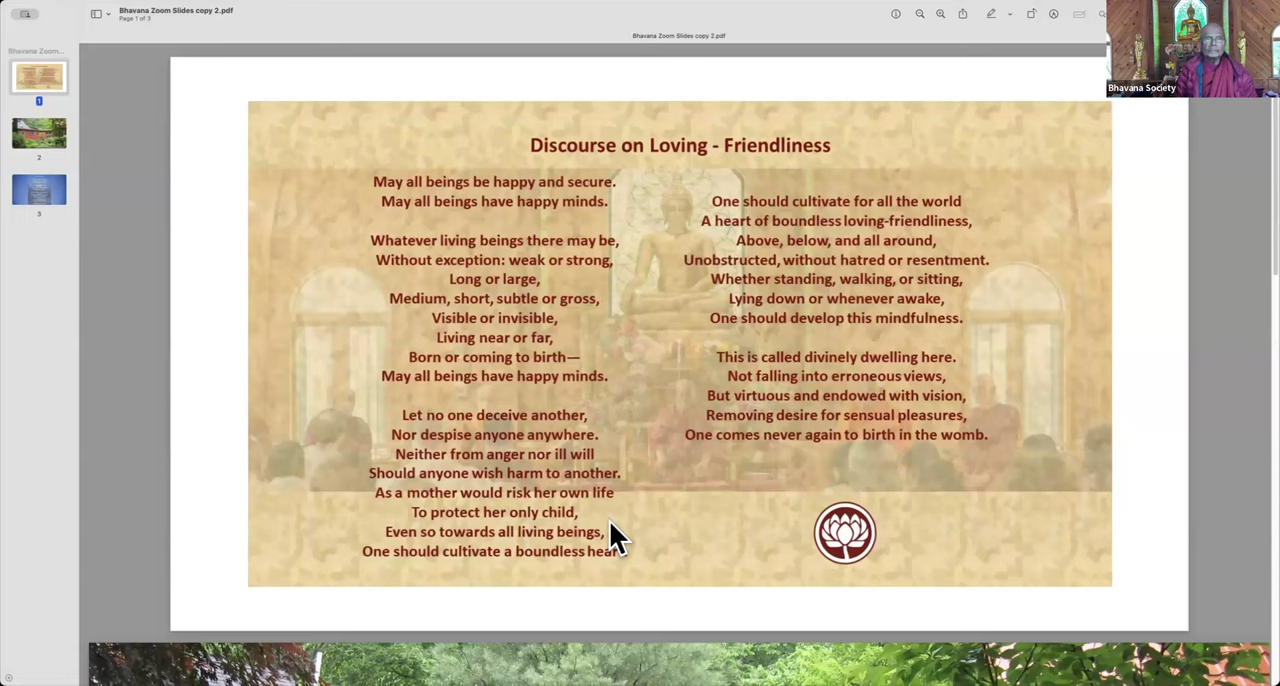 Bhavana Zoom Slides copy 2.pdf
Page 1 of 3
Bhavana Zoom Slides copy 2.pdf
Bhavana Zoom...
1
2
3
Bhavana Society
Discourse on Loving - Friendliness
May all beings be happy and secure.
May all beings have happy minds.
Whatever living beings there may be,
Without exception: weak or strong,
Long or large,
Medium, short, subtle or gross,
Visible or invisible,
Living near or far,
Born or coming to birth—
May all beings have happy minds.
Let no one deceive another,
Nor despise anyone anywhere.
Neither from anger nor ill will
Should anyone wish harm to another.
As a mother would risk her own life
To protect her only child,
Even so towards all living beings,
One should cultivate a boundless
One should cultivate for all the world
A heart of boundless loving-friendliness,
Above, below, and all around,
Unobstructed, without hatred or resentment.
Whether standing, walking, or sitting,
Lying down or whenever awake,
One should develop this mindfulness.
This is called divinely dwelling here.
Not falling into erroneous views,
But virtuous and endowed with vision,
Removing desire for sensual pleasures,
One comes never again to birth in the womb.